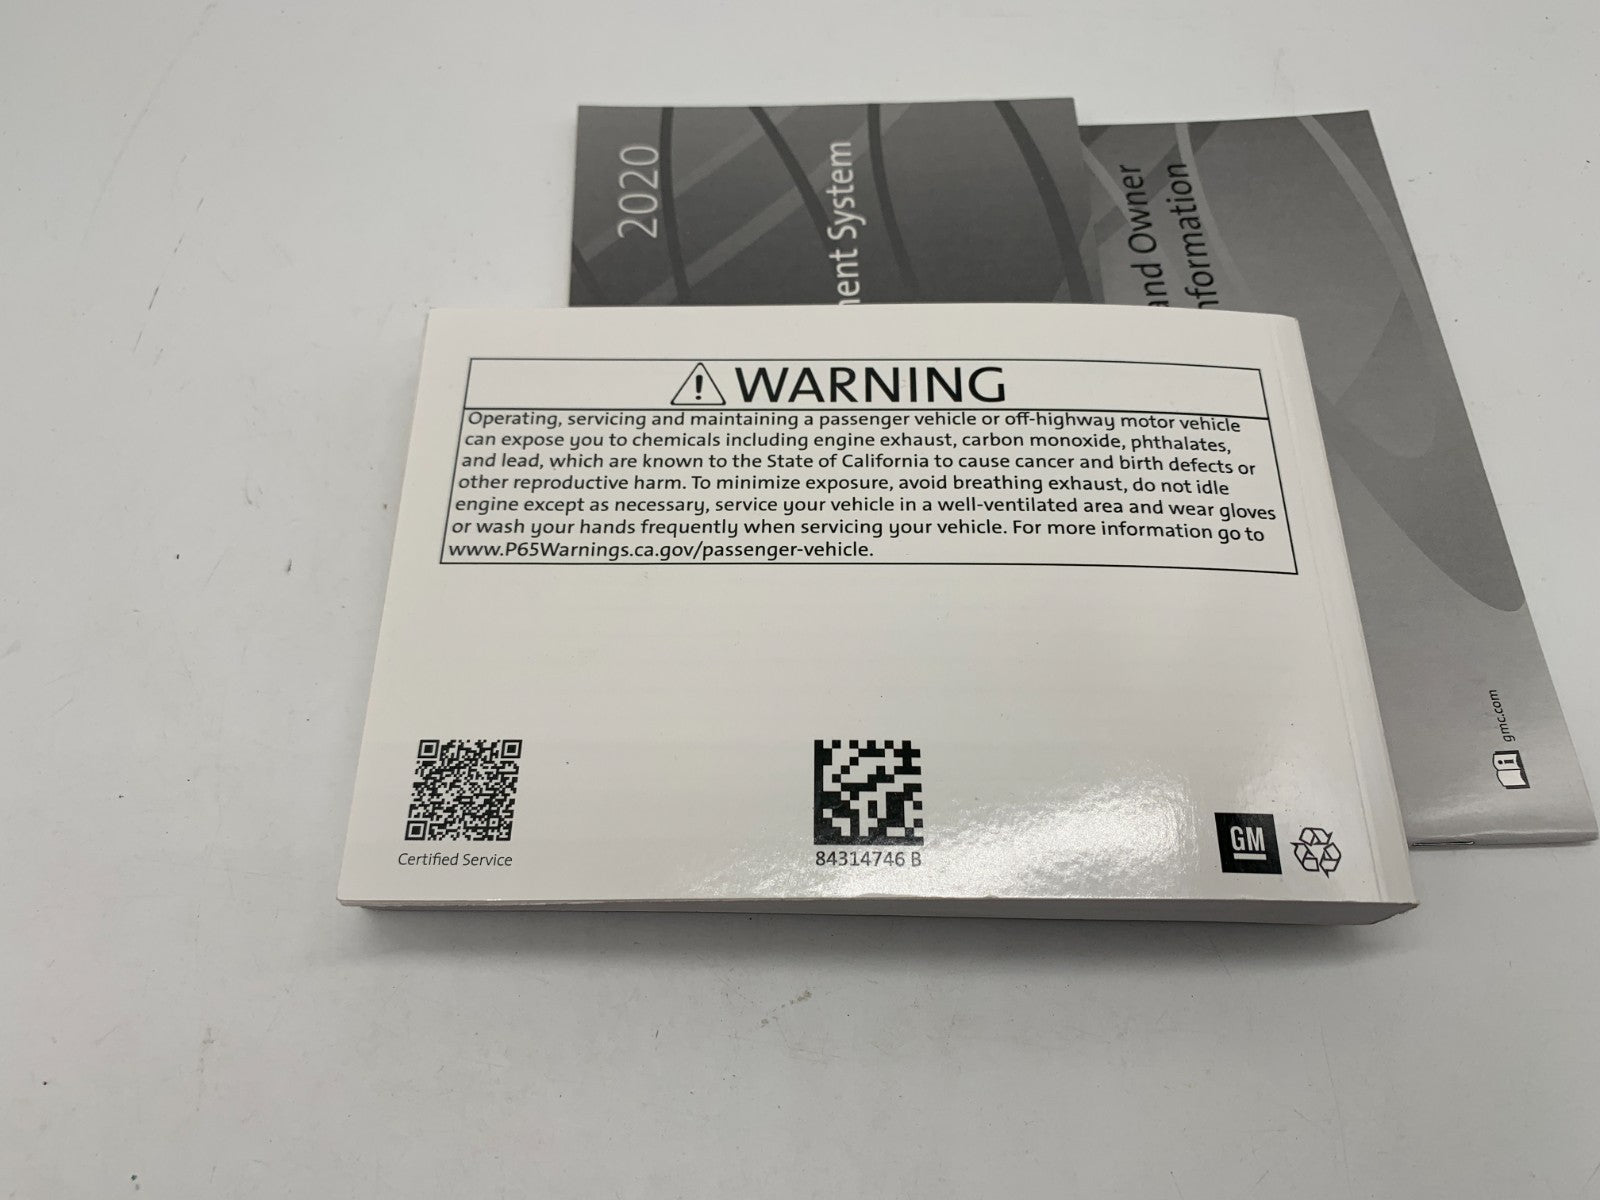 2020
System
and Owner
WARNING
Operating, servicing and maintaining a passenger vehicle or off-highway motor vehicle
can expose you to chemicals including engine exhaust, carbon monoxide, phthalates,
and lead, which are known to the State of California to cause cancer and birth defects or
other reproductive harm. To minimize exposure, avoid breathing exhaust, do not idle
engine except as necessary, service your vehicle in a well-ventilated area and wear gloves
or wash your hands frequently when servicing your vehicle. For more information go to
www.P65Warnings.ca.gov/passenger-vehicle.
gmc.com
Certified Service
84314746 B
GM